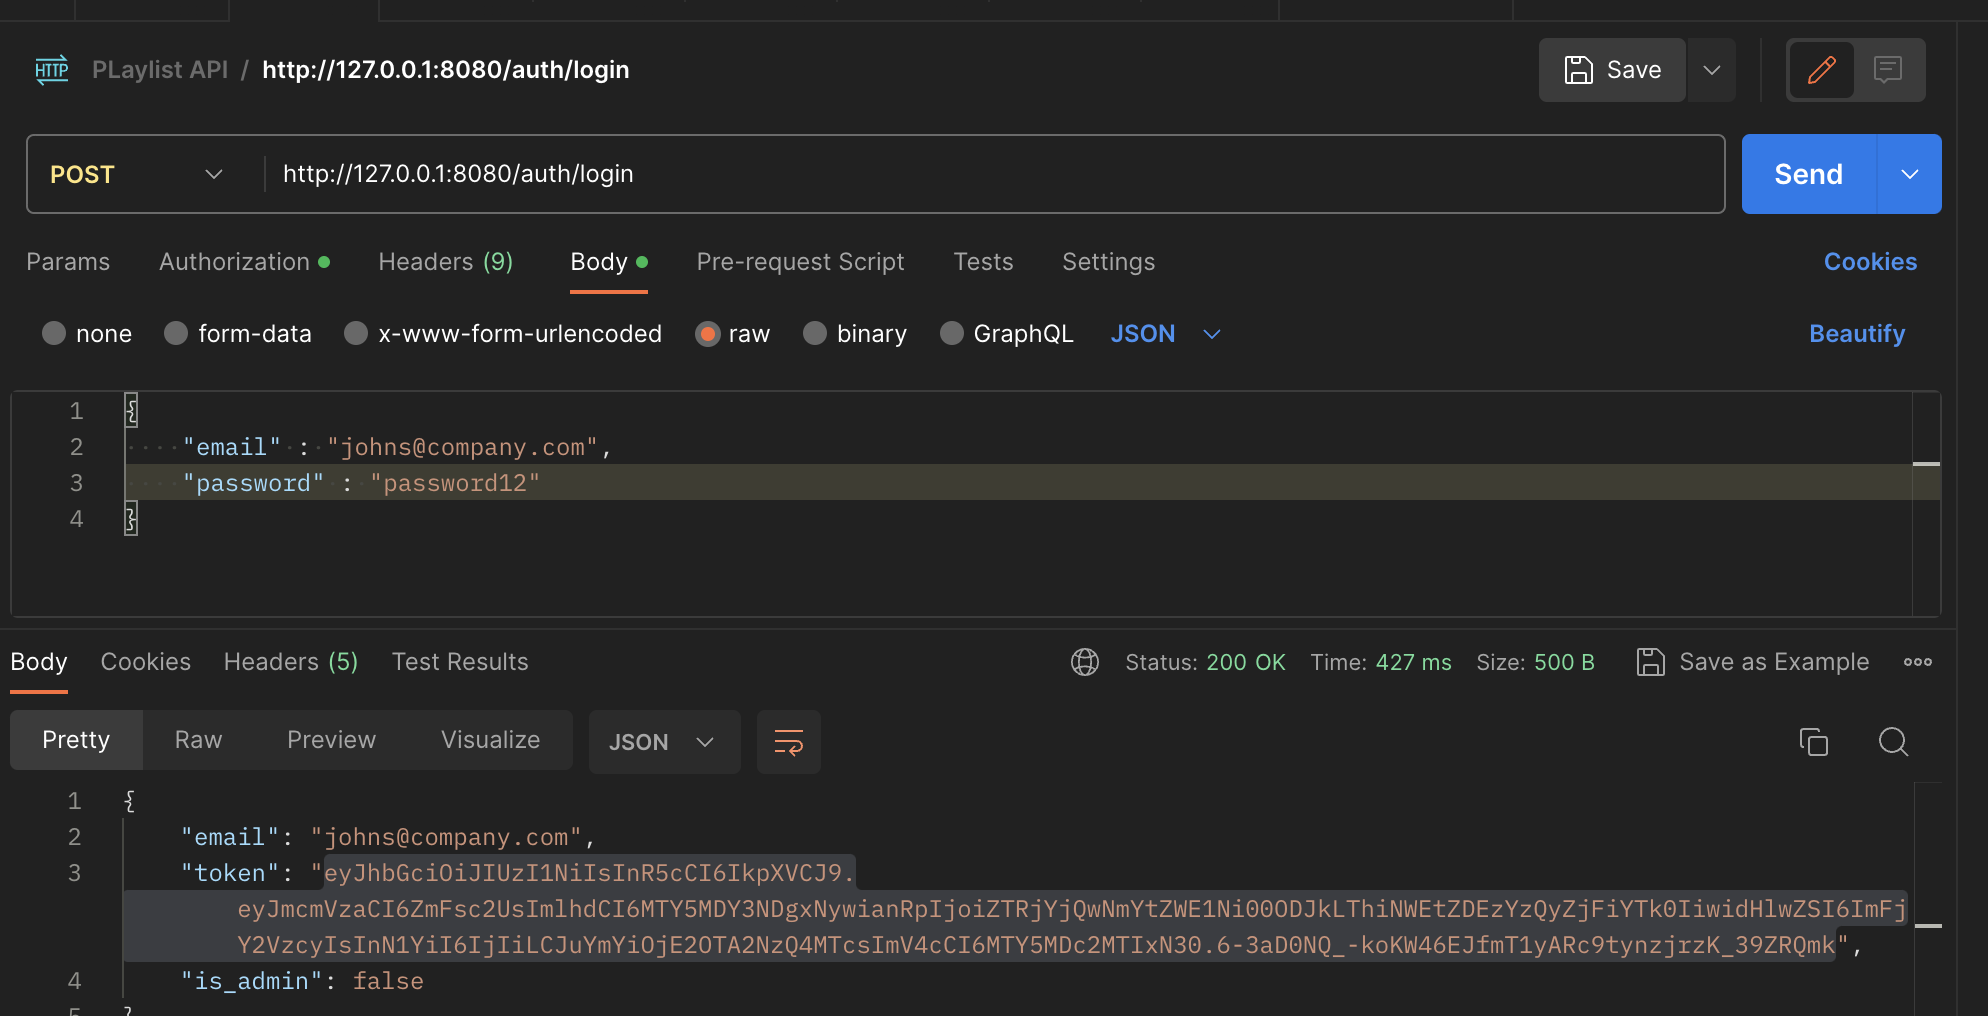 HTTP PLaylist API / http://127.0.0.1:8080/auth/login Save
POST http://127.0.0.1:8080/auth/login Send
Params Authorization Headers (9) Body Pre-request Script Tests Settings Cookies
none form-data x-www-form-urlencoded raw binary GraphQL JSON Beautify
1 {
2 "email" : "johns@company.com",
3 "password" : "password12"
4 }
Body Cookies Headers (5) Test Results Status: 200 OK Time: 427 ms Size: 500 B Save as Example
Pretty Raw Preview Visualize JSON
1 {
2 "email": "johns@company.com",
3 "token": "eyJhbGciOiJIUzI1NiIsInR5cCI6IkpXVCJ9.
eyJmcmVzaCI6ZmFsc2UsImlhdCI6MTY5MDY3NDgxNywianRpIjoiZTRjYjQwNmYtZWE1Ni00ODJkLThiNWEtZDEzYzQyZjFiYTk0IiwidHlwZSI6ImFj
Y2VzcyIsInN1YiI6IjIiLCJuYmYiOjE2OTA2NzQ4MTcsImV4cCI6MTY5MDc2MTIxN30.6-3aD0NQ_-koKW46EJfmT1yARc9tynzjrzK_39ZRQmk",
4 "is_admin": false
5 }